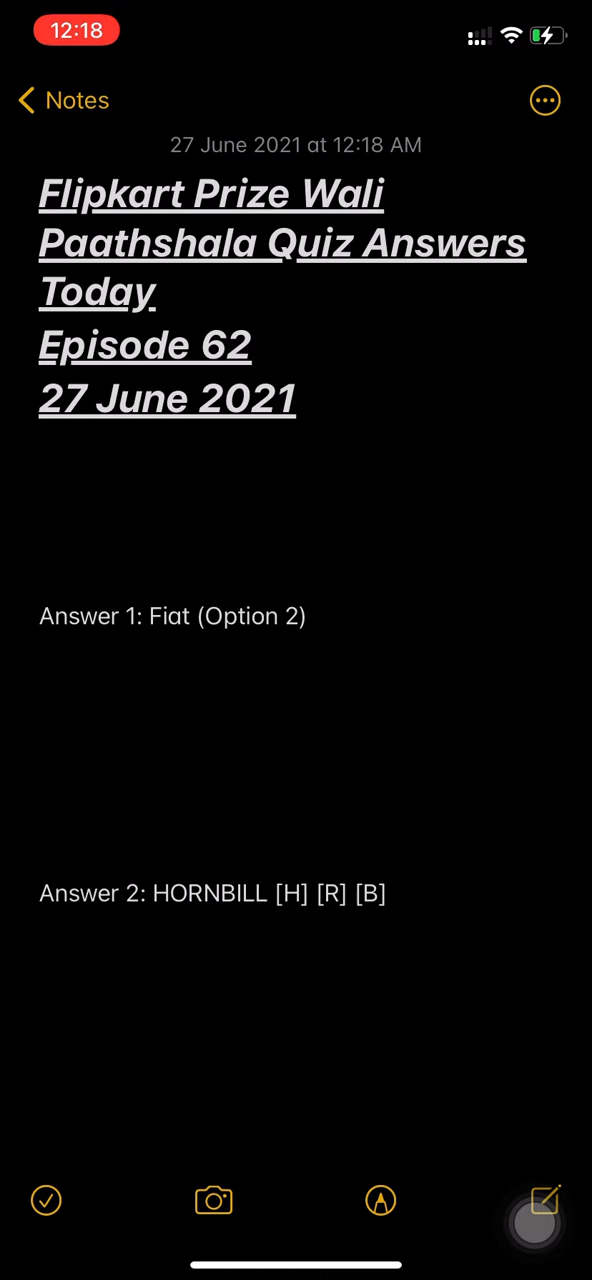 12:18
Notes
27 June 2021 at 12:18 AM
Flipkart Prize Wali
Paathshala Quiz Answers
Today
Episode 62
27 June 2021
Answer 1: Fiat (Option 2)
Answer 2: HORNBILL [H] [R] [B]